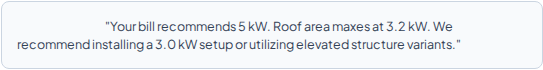 "Your bill recommends 5 kW. Roof area maxes at 3.2 kW. We
recommend installing a 3.0 kW setup or utilizing elevated structure variants."